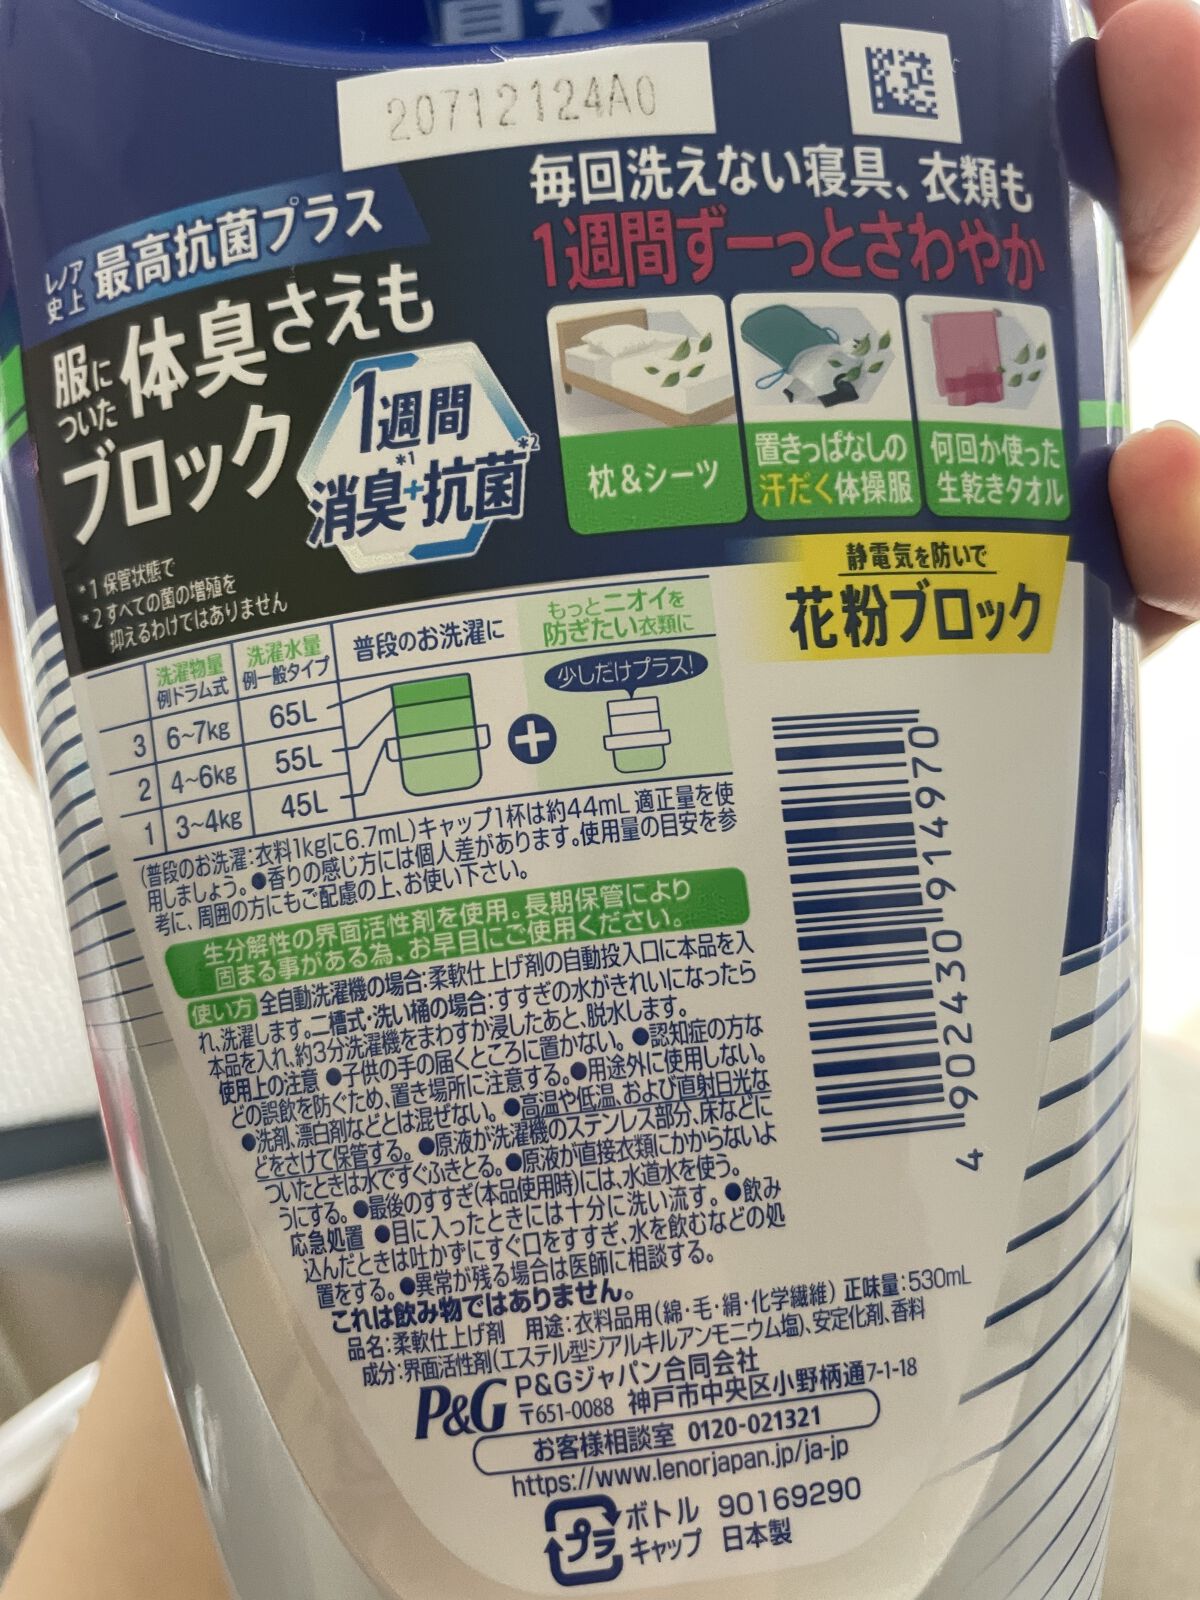 20712124A0
レノア史上 最高抗菌プラス
服についた 体臭さえも
ブロック
1週間
消臭*1+抗菌*2
*1 保管状態で
*2 すべての菌の増殖を
抑えるわけではありません
毎回洗えない寝具、衣類も
1週間ずーっとさわやか
枕&シーツ
置きっぱなしの
汗だく体操服
何回か使った
生乾きタオル
静電気を防いで
花粉ブロック
洗濯物量 例ドラム式
洗濯水量 例一般タイプ
普段のお洗濯に
もっとニオイを
防ぎたい衣類に
少しだけプラス!
3 6~7kg 65L
2 4~6kg 55L
1 3~4kg 45L
+
(普段のお洗濯:衣料1kgに6.7mL)キャップ1杯は約44mL 適正量を使
用しましょう。●香りの感じ方には個人差があります。使用量の目安を参
考に、周囲の方にもご配慮の上、お使い下さい。
生分解性の界面活性剤を使用。長期保管により
固まる事がある為、お早目にご使用ください。
使い方 全自動洗濯機の場合:柔軟仕上げ剤の自動投入口に本品を入
れ、洗濯します。二槽式・洗い桶の場合:すすぎの水がきれいになったら
本品を入れ、約3分洗濯機をまわすか浸したあと、脱水します。
使用上の注意 ●子供の手の届くところに置かない。●認知症の方な
どの誤飲を防ぐため、置き場所に注意する。●用途外に使用しない。
●洗剤、漂白剤などとは混ぜない。●高温や低温、および直射日光な
どをさけて保管する。●原液が洗濯機のステンレス部分、床などに
ついたときは水ですぐふきとる。●原液が直接衣類にかからないよ
うにする。●最後のすすぎ(本品使用時)には、水道水を使う。
応急処置 ●目に入ったときには十分に洗い流す。●飲み
込んだときは吐かずにすぐ口をすすぎ、水を飲むなどの処
置をする。●異常が残る場合は医師に相談する。
これは飲み物ではありません。
品名:柔軟仕上げ剤 用途:衣料品用(綿・毛・絹・化学繊維) 正味量:530mL
成分:界面活性剤(エステル型ジアルキルアンモニウム塩)、安定化剤、香料
P&G P&Gジャパン合同会社
〒651-0088 神戸市中央区小野柄通7-1-18
お客様相談室 0120-021321
https://www.lenorjapan.jp/ja-jp
プラ
ボトル
キャップ
90169290
日本製
4902430914970